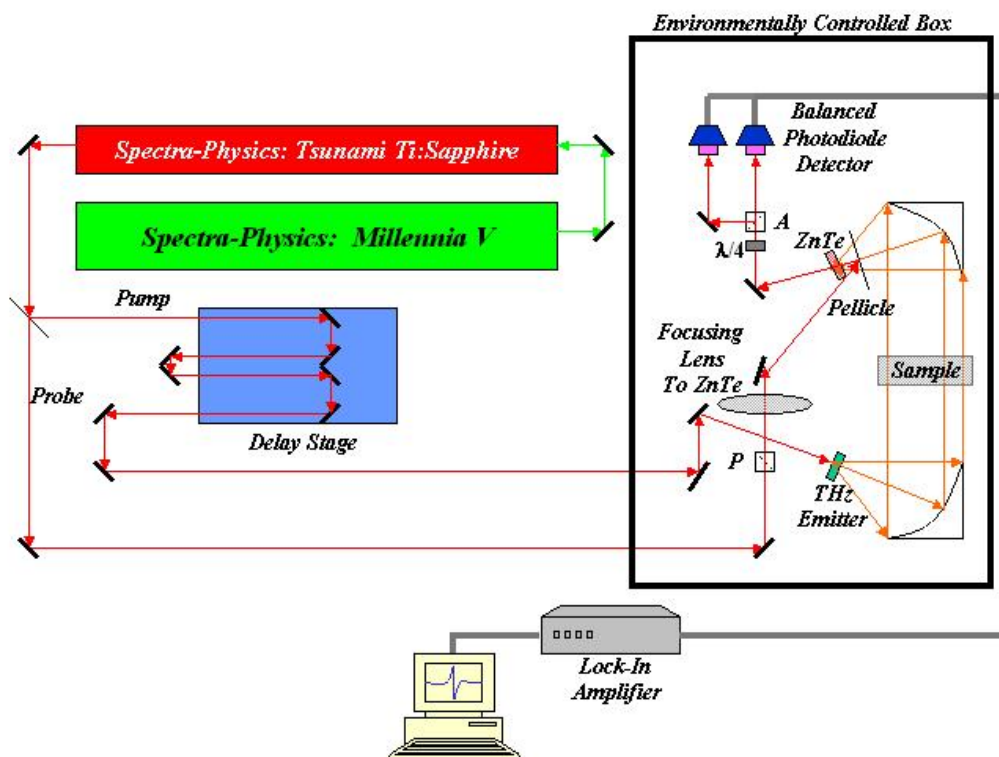 Environmentally Controlled Box
Balanced
Photodiode
Detector
Spectra-Physics: Tsunami Ti:Sapphire
Spectra-Physics: Millennia V
A
λ/4
ZnTe
Pellicle
Pump
Probe
Delay Stage
Focusing
Lens
To ZnTe
Sample
P
THz
Emitter
Lock-In
Amplifier